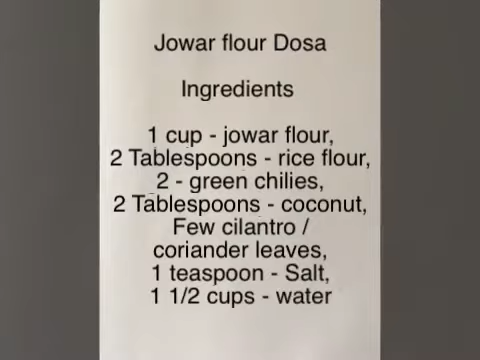 Jowar flour Dosa
Ingredients
1 cup - jowar flour,
2 Tablespoons - rice flour,
2 - green chilies,
2 Tablespoons - coconut,
Few cilantro /
coriander leaves,
1 teaspoon - Salt,
1 1/2 cups - water